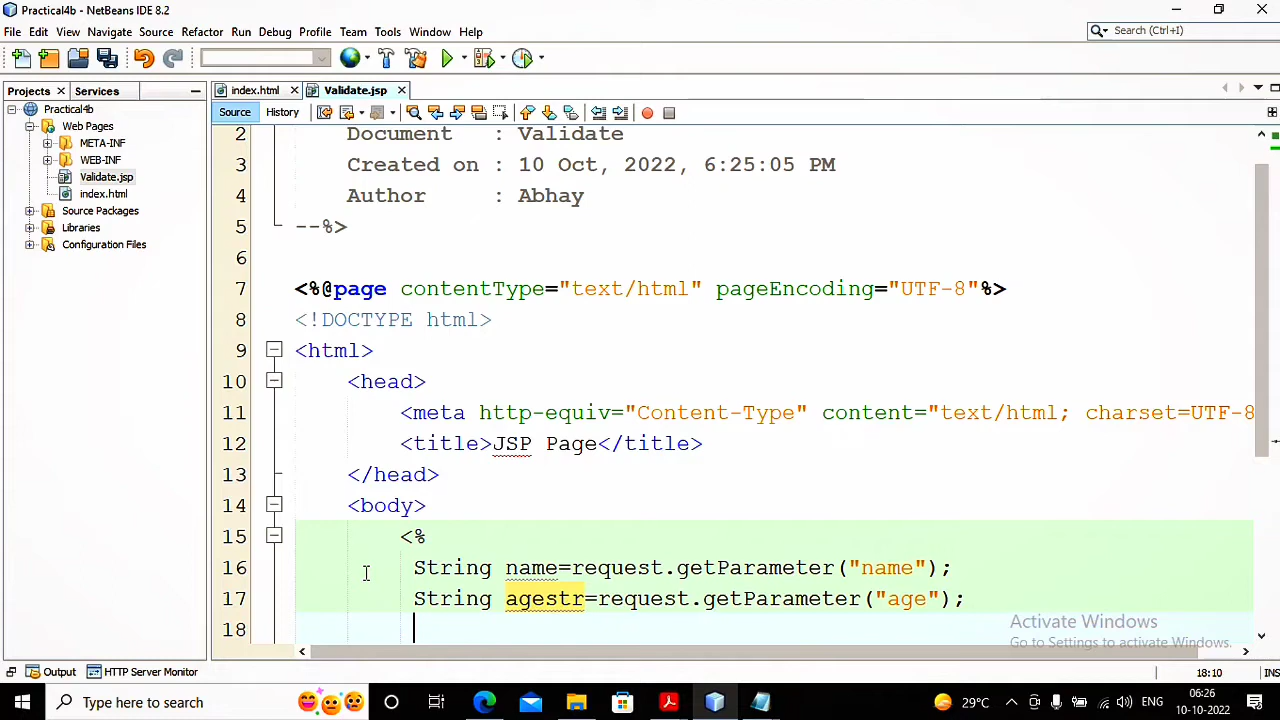 Practical4b - NetBeans IDE 8.2
File Edit View Navigate Source Refactor Run Debug Profile Team Tools Window Help
Search (Ctrl+I)
Projects Services
index.html Validate.jsp
Source History
Practical4b
Web Pages
META-INF
WEB-INF
Validate.jsp
index.html
Source Packages
Libraries
Configuration Files
2 Document : Validate
3 Created on : 10 Oct, 2022, 6:25:05 PM
4 Author : Abhay
5 --%>
6
7 <%@page contentType="text/html" pageEncoding="UTF-8"%>
8 <!DOCTYPE html>
9 <html>
10 <head>
11 <meta http-equiv="Content-Type" content="text/html; charset=UTF-8
12 <title>JSP Page</title>
13 </head>
14 <body>
15 <%
16 String name=request.getParameter("name");
17 String agestr=request.getParameter("age");
18
Activate Windows
Go to Settings to activate Windows.
Output HTTP Server Monitor
18:10 INS
Type here to search
29°C ENG
06:26
10-10-2022